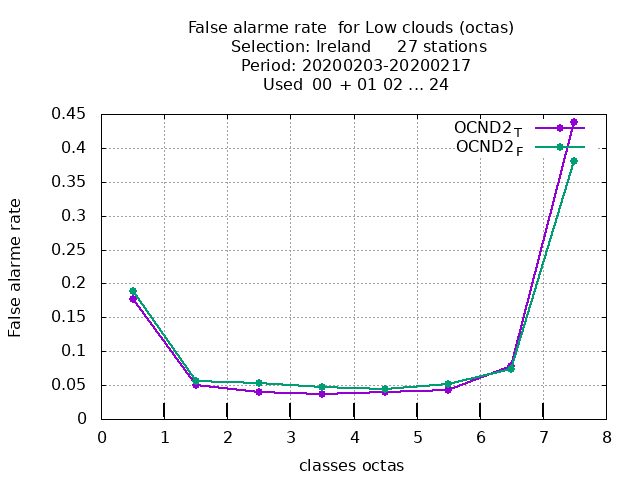 False alarme rate  for Low clouds (octas)
Selection: Ireland     27 stations
Period: 20200203-20200217
Used  00 + 01 02 ... 24
OCND2T
OCND2F
0.45
0.4
0.35
0.3
0.25
0.2
0.15
0.1
0.05
0
False alarme rate
0 1 2 3 4 5 6 7 8
classes octas